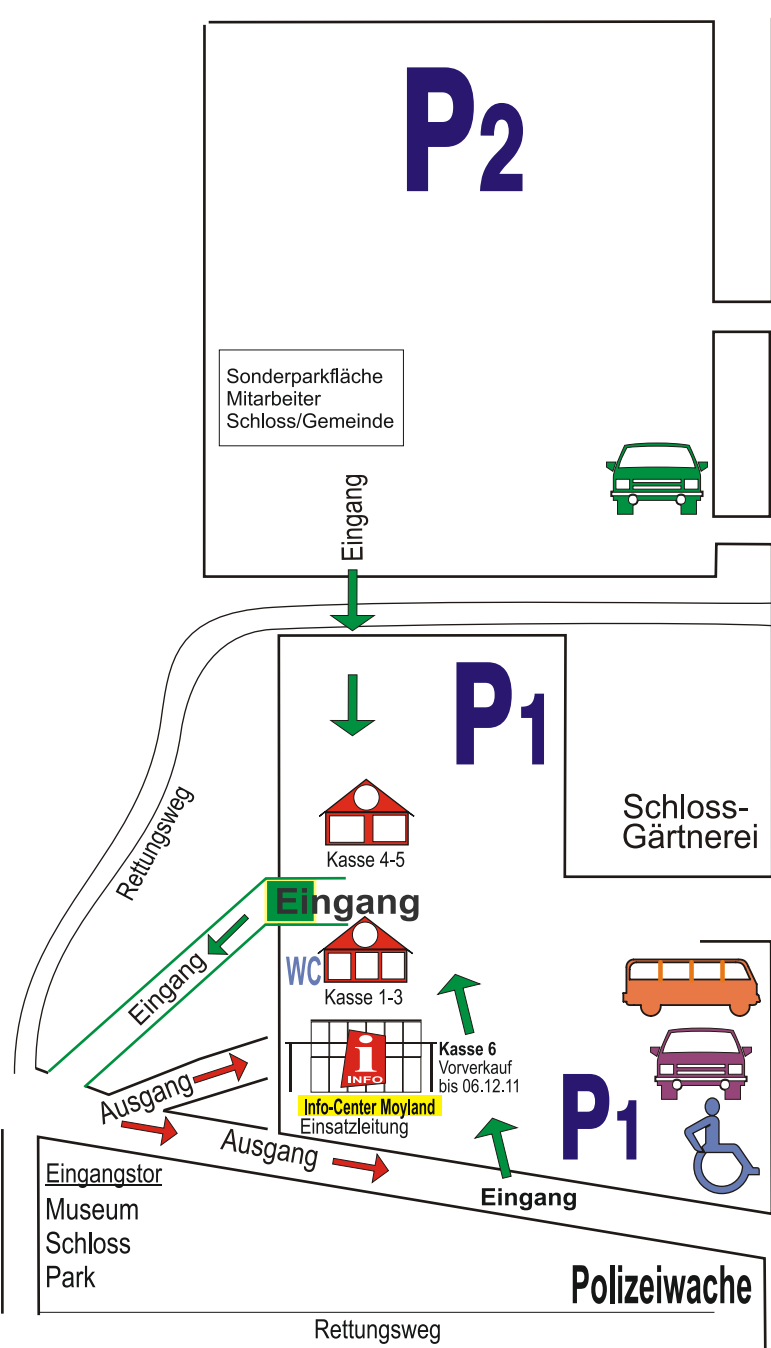 P2
Sonderparkfläche
Mitarbeiter
Schloss/Gemeinde
Eingang
P1
Schloss-
Gärtnerei
Rettungsweg
Kasse 4-5
Eingang
WC
Kasse 1-3
Eingang
i
INFO
Kasse 6
Vorverkauf
bis 06.12.11
Info-Center Moyland
Einsatzleitung
P1
Ausgang
Ausgang
Eingang
Eingangstor
Museum
Schloss
Park
Polizeiwache
Rettungsweg